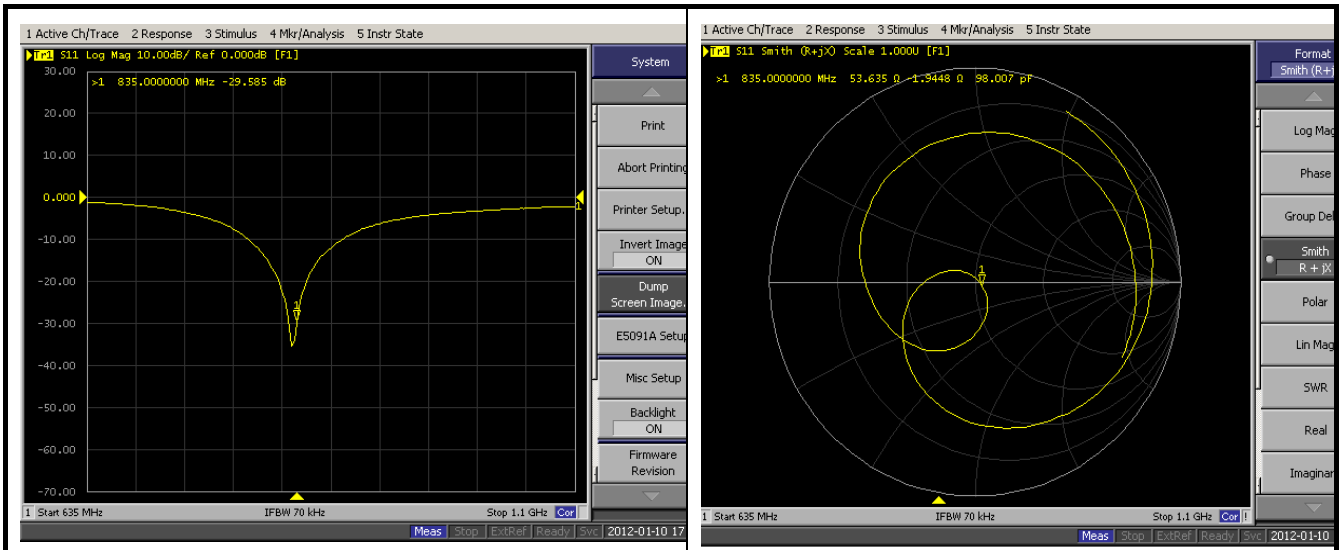 1 Active Ch/Trace 2 Response 3 Stimulus 4 Mkr/Analysis 5 Instr State
Tr1 S11 Log Mag 10.00dB/ Ref 0.000dB [F1]
>1 835.0000000 MHz -29.585 dB
30.00
20.00
10.00
0.000
-10.00
-20.00
-30.00
-40.00
-50.00
-60.00
-70.00
1
1
1 Start 635 MHz IFBW 70 kHz Stop 1.1 GHz Cor
Meas Stop ExtRef Ready Svc 2012-01-10 17
System
Print
Abort Printing
Printer Setup.
Invert Image
ON
Dump
Screen Image.
E5091A Setup
Misc Setup
Backlight
ON
Firmware
Revision
1 Active Ch/Trace 2 Response 3 Stimulus 4 Mkr/Analysis 5 Instr State
Tr1 S11 Smith (R+jX) Scale 1.000U [F1]
>1 835.0000000 MHz 53.635 Ω -1.9448 Ω 98.007 pF
1
1 Start 635 MHz IFBW 70 kHz Stop 1.1 GHz Cor !
Meas Stop ExtRef Ready Svc 2012-01-10
Format
Smith (R+j
Log Mag
Phase
Group Del
Smith
R + jX
Polar
Lin Mag
SWR
Real
Imaginar